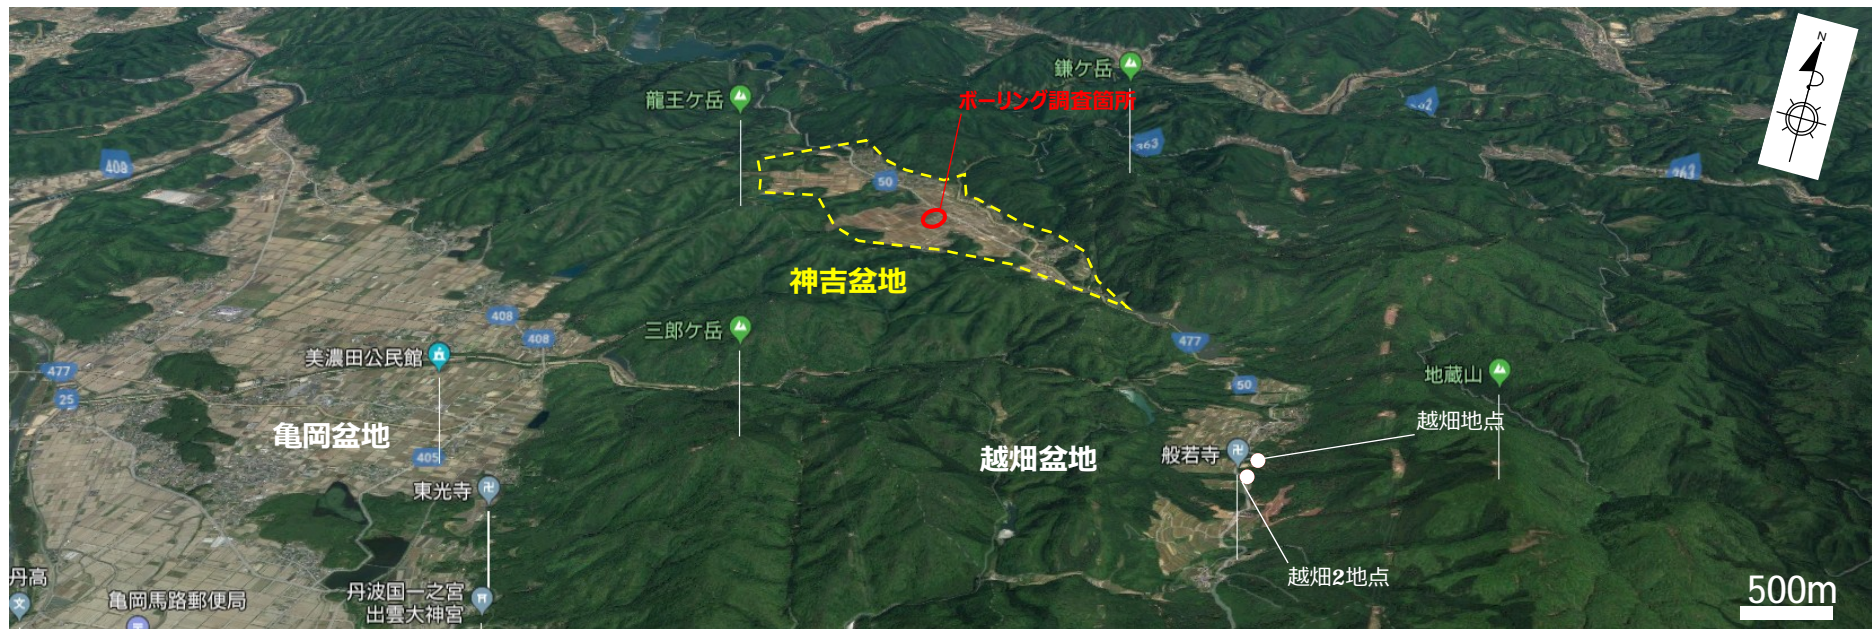 N
鎌ケ岳
龍王ケ岳
ボーリング調査箇所
362
363
363
408
50
神吉盆地
408
三郎ケ岳
408
477
美濃田公民館
477
50
地蔵山
25
越畑地点
亀岡盆地
越畑盆地
般若寺
405
東光寺
越畑2地点
丹高
文
亀岡馬路郵便局
丹波国一之宮
出雲大神宮
500m